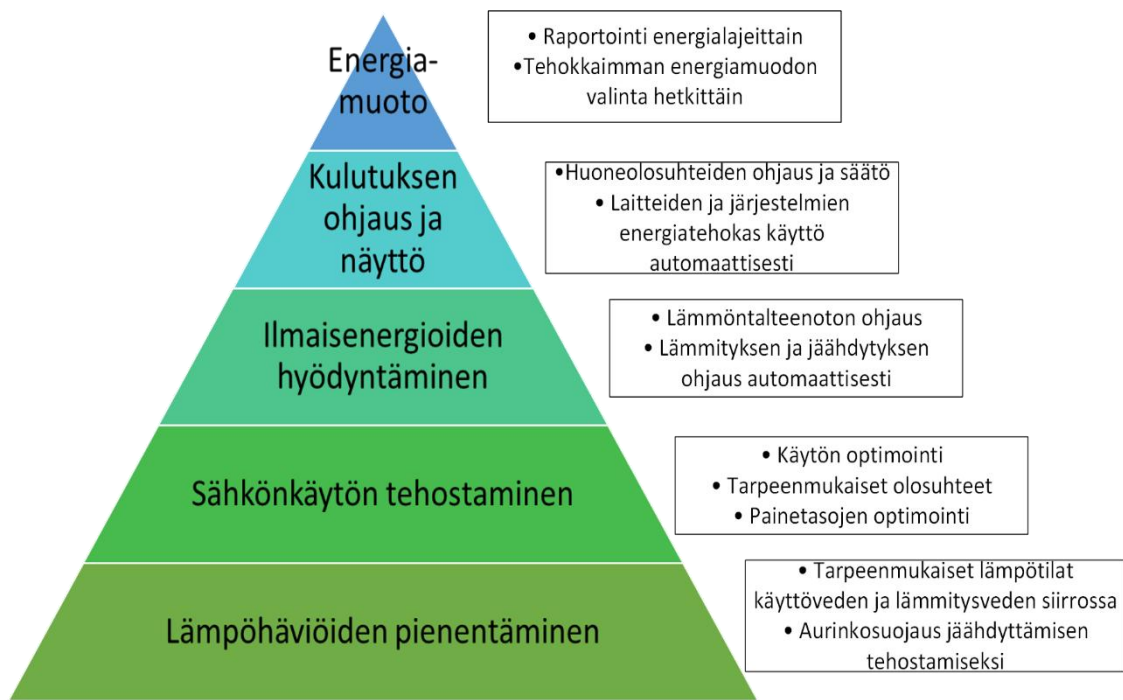 Energia-
muoto
• Raportointi energialajeittain
•Tehokkaimman energiamuodon
valinta hetkittäin
Kulutuksen
ohjaus ja
näyttö
•Huoneolosuhteiden ohjaus ja säätö
• Laitteiden ja järjestelmien
energiatehokas käyttö
automaattisesti
Ilmaisenergioiden
hyödyntäminen
• Lämmöntalteenoton ohjaus
• Lämmityksen ja jäähdytyksen
ohjaus automaattisesti
Sähkönkäytön tehostaminen
• Käytön optimointi
• Tarpeenmukaiset olosuhteet
• Painetasojen optimointi
Lämpöhäviöiden pienentäminen
• Tarpeenmukaiset lämpötilat
käyttöveden ja lämmitysveden siirrossa
• Aurinkosuojaus jäähdyttämisen
tehostamiseksi